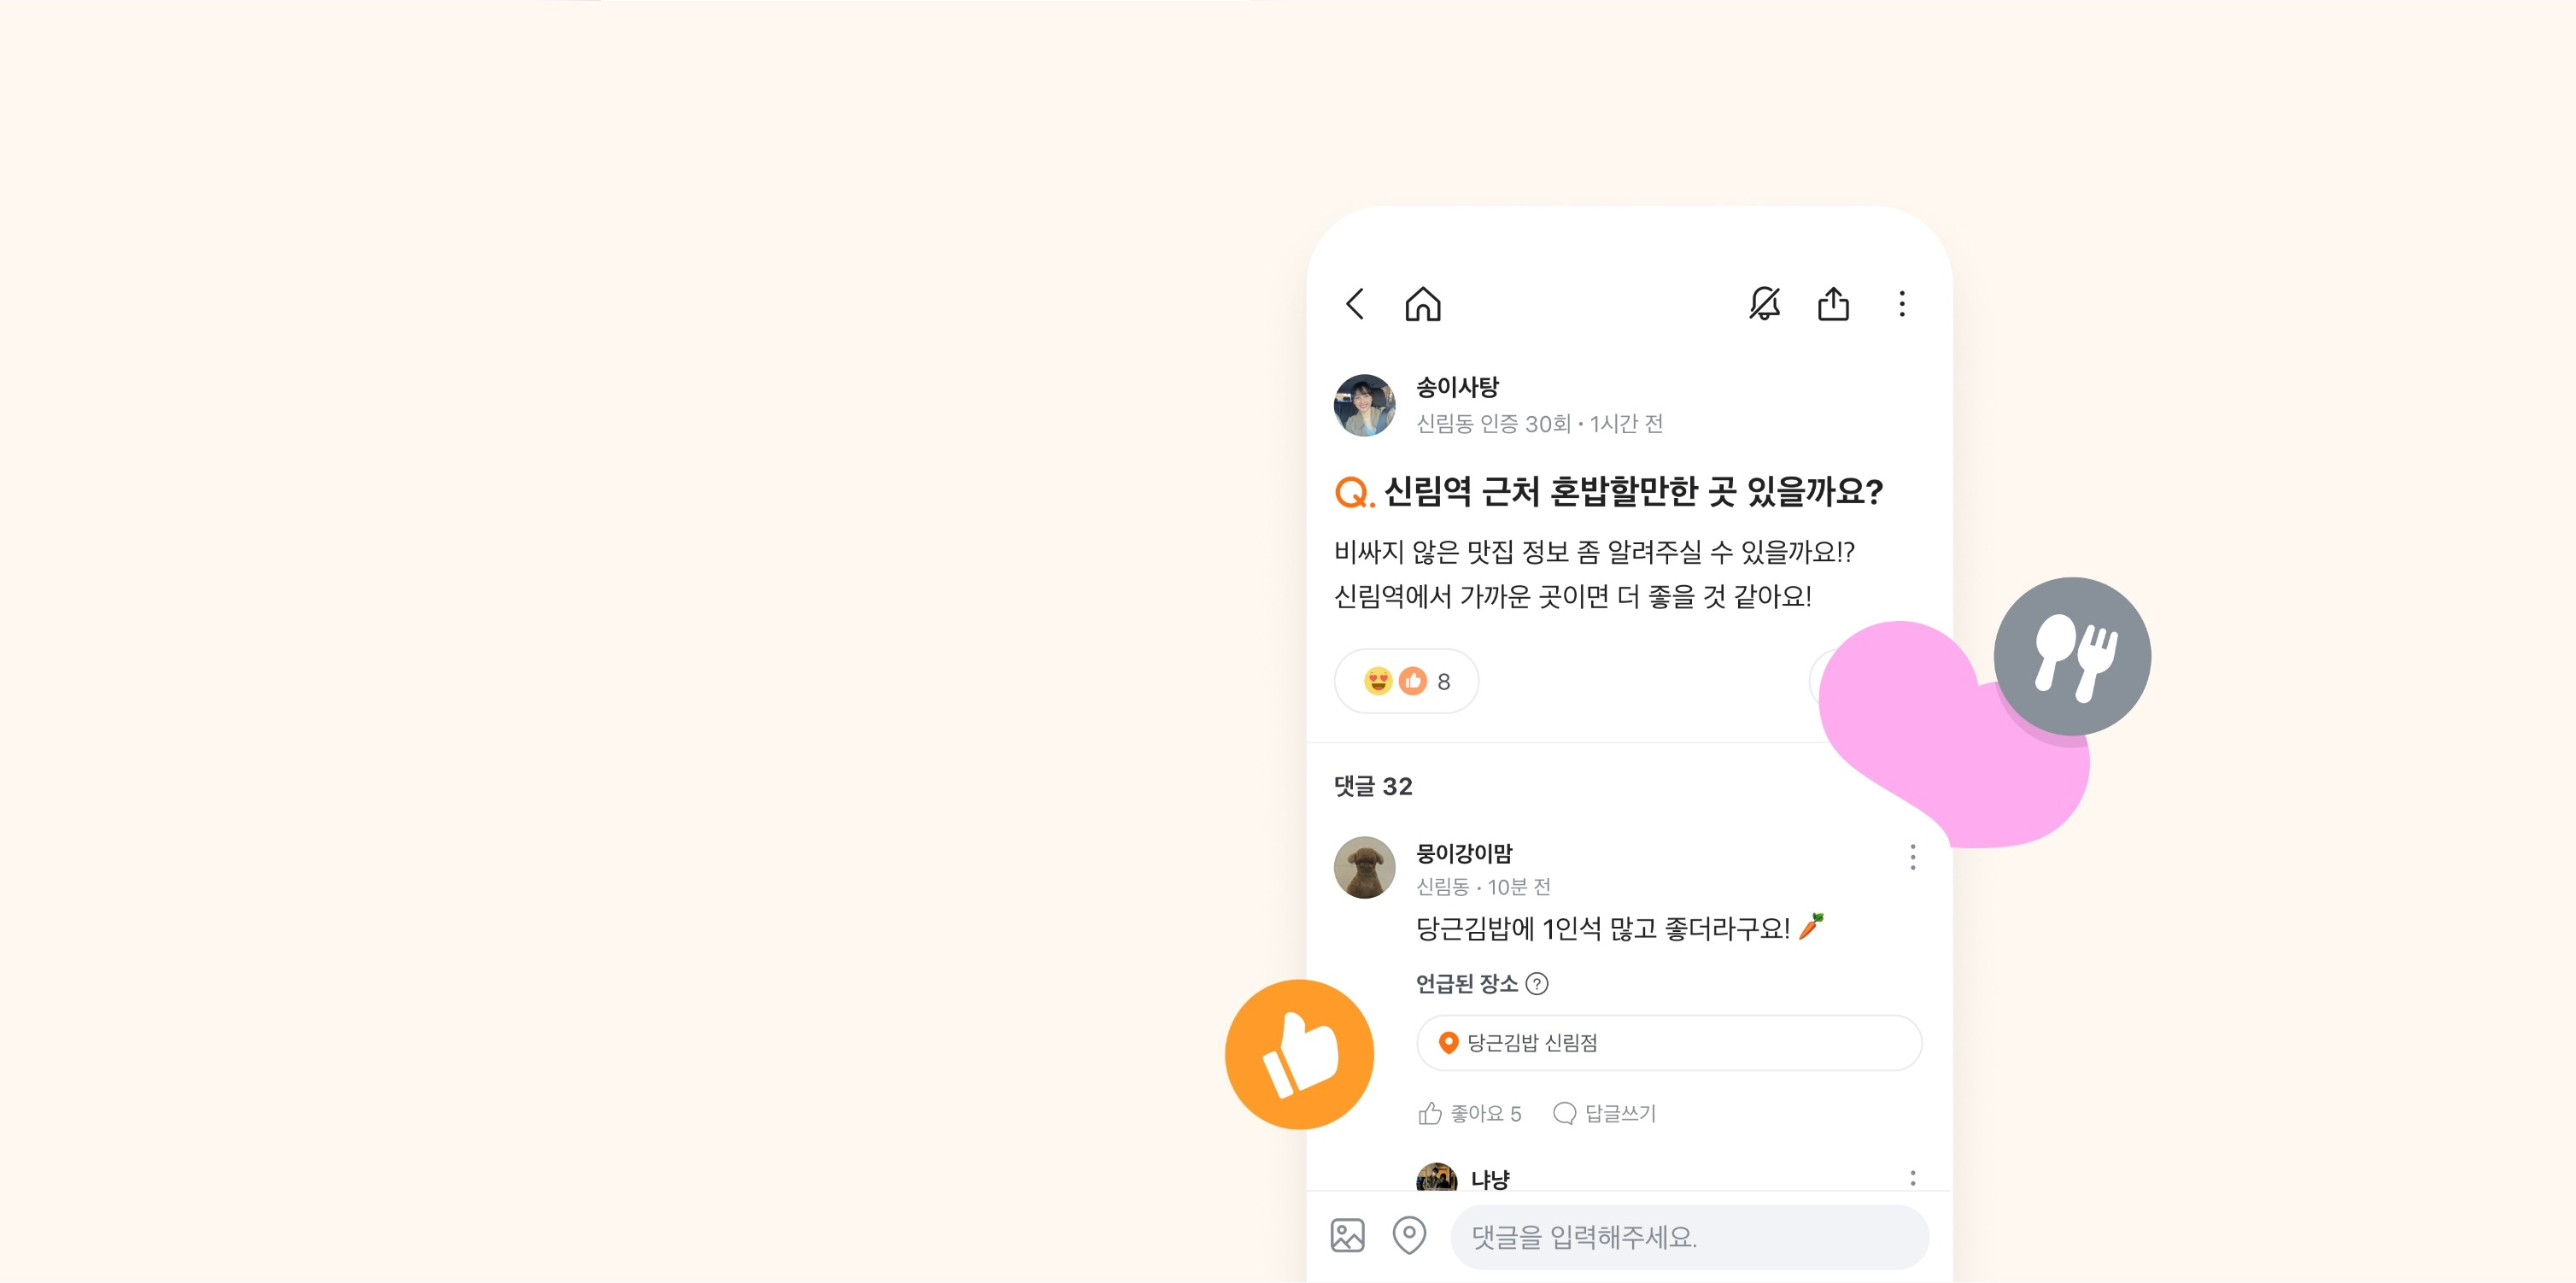 송이사탕
신림동 인증 30회 • 1시간 전
Q. 신림역 근처 혼밥할만한 곳 있을까요?
비싸지 않은 맛집 정보 좀 알려주실 수 있을까요!?
신림역에서 가까운 곳이면 더 좋을 것 같아요!
8
댓글 32
뭉이강이맘
신림동 • 10분 전
당근김밥에 1인석 많고 좋더라구요! 🥕
언급된 장소 ?
당근김밥 신림점
좋아요 5 답글쓰기
냐냥
댓글을 입력해주세요.